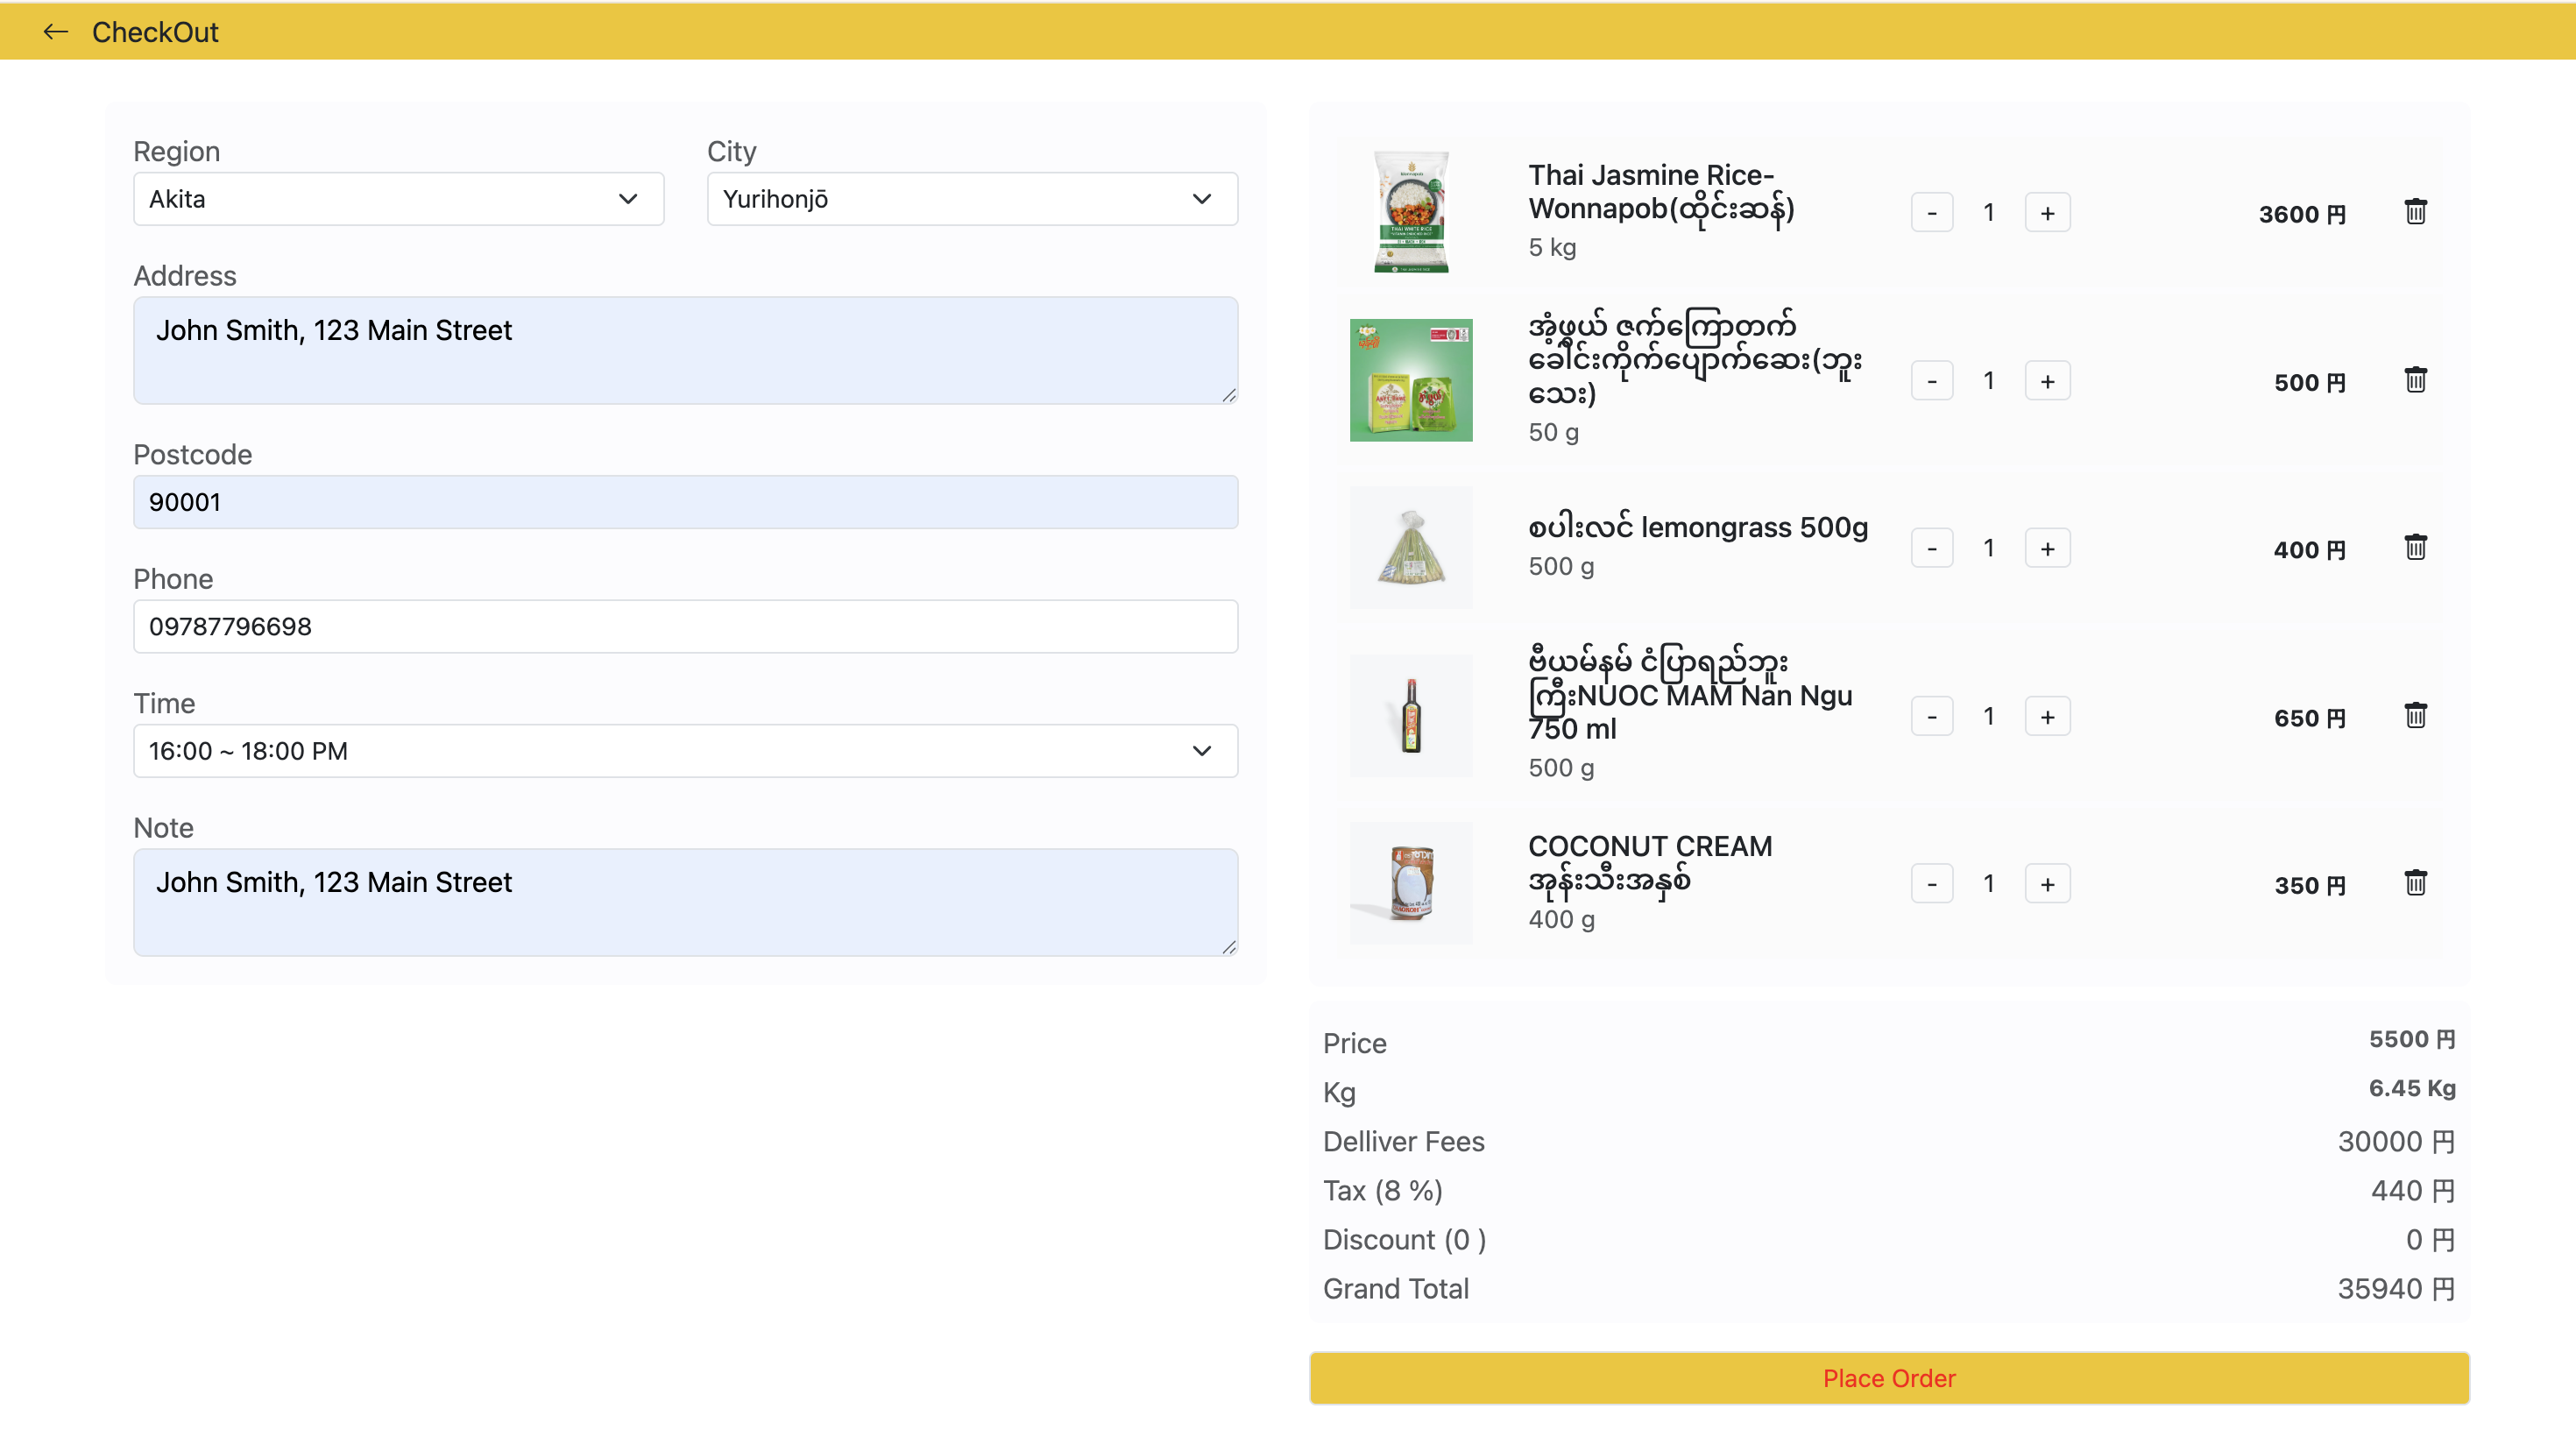 CheckOut
Region
City
Akita
Yurihonjō
Address
John Smith, 123 Main Street
Postcode
90001
Phone
09787796698
Time
16:00 ~ 18:00 PM
Note
John Smith, 123 Main Street
Thai Jasmine Rice-
Wonnapob(ထိုင်းဆန်)
5 kg
- 1 +
3600 円
THAI WHITE RICE
အံ့ဖွယ် ဇက်ကြောတက်
ခေါင်းကိုက်ပျောက်ဆေး(ဘူး
သေး)
50 g
- 1 +
500 円
စပါးလင် lemongrass 500g
500 g
- 1 +
400 円
ဗီယမ်နမ် ငံပြာရည်ဘူး
ကြီးNUOC MAM Nan Ngu
750 ml
500 g
- 1 +
650 円
COCONUT CREAM
အုန်းသီးအနှစ်
400 g
- 1 +
350 円
Price
5500 円
Kg
6.45 Kg
Delliver Fees
30000 円
Tax (8 %)
440 円
Discount (0 )
0 円
Grand Total
35940 円
Place Order